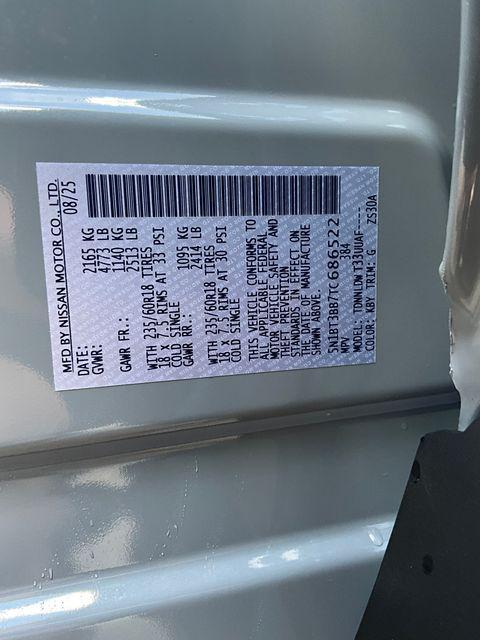 MFD BY NISSAN MOTOR CO., LTD.
DATE: 08/25
GVWR: 2165 KG
4773 LB
GAWR FR.: 1140 KG
2513 LB
WITH 235/60R18 TIRES
18 X 7.5 RIMS AT 33 PSI
COLD SINGLE
GAWR RR.: 1095 KG
2414 LB
WITH 235/60R18 TIRES
18 X 7.5 RIMS AT 30 PSI
COLD SINGLE
THIS VEHICLE CONFORMS TO
ALL APPLICABLE FEDERAL
MOTOR VEHICLE SAFETY AND
THEFT PREVENTION
STANDARDS IN EFFECT ON
THE DATE OF MANUFACTURE
SHOWN ABOVE.
5N1BT3BB7TC686522
MPV 384
MODEL: TDNNLDW T33UUAF----
COLOR: KBY TRIM: G ZS30A